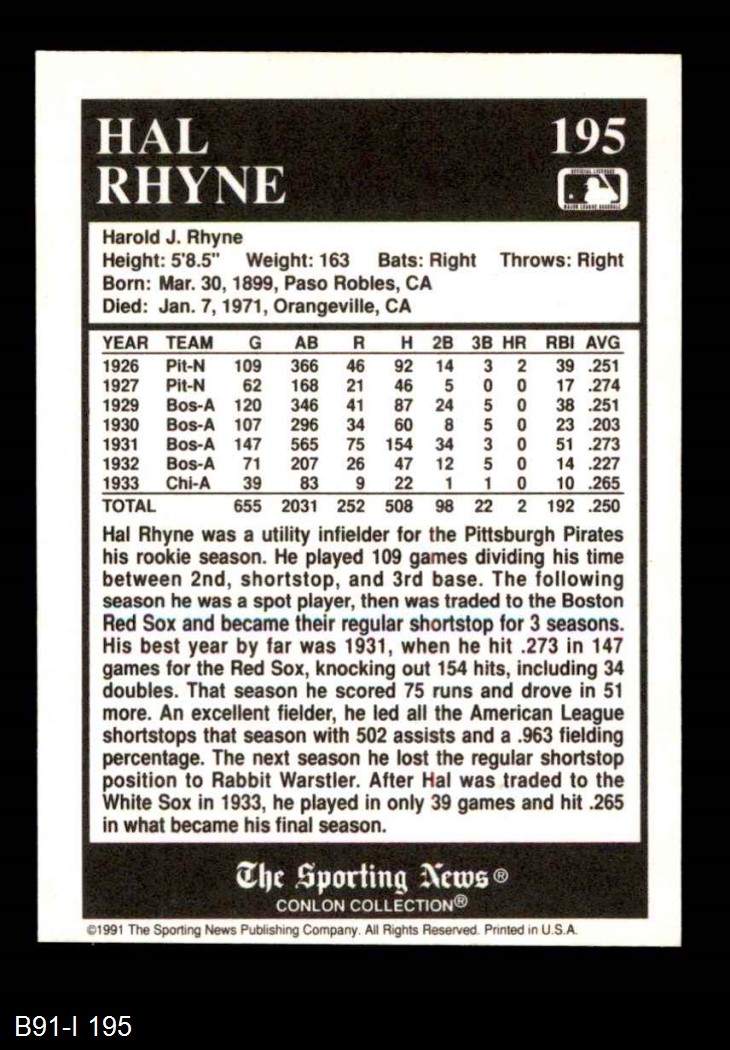 HAL
RHYNE
195
OFFICIAL LICENSEE
MAJOR LEAGUE BASEBALL
Harold J. Rhyne
Height: 5'8.5" Weight: 163 Bats: Right Throws: Right
Born: Mar. 30, 1899, Paso Robles, CA
Died: Jan. 7, 1971, Orangeville, CA
YEAR TEAM G AB R H 2B 3B HR RBI AVG
1926 Pit-N 109 366 46 92 14 3 2 39 .251
1927 Pit-N 62 168 21 46 5 0 0 17 .274
1929 Bos-A 120 346 41 87 24 5 0 38 .251
1930 Bos-A 107 296 34 60 8 5 0 23 .203
1931 Bos-A 147 565 75 154 34 3 0 51 .273
1932 Bos-A 71 207 26 47 12 5 0 14 .227
1933 Chi-A 39 83 9 22 1 1 0 10 .265
TOTAL 655 2031 252 508 98 22 2 192 .250
Hal Rhyne was a utility infielder for the Pittsburgh Pirates
his rookie season. He played 109 games dividing his time
between 2nd, shortstop, and 3rd base. The following
season he was a spot player, then was traded to the Boston
Red Sox and became their regular shortstop for 3 seasons.
His best year by far was 1931, when he hit .273 in 147
games for the Red Sox, knocking out 154 hits, including 34
doubles. That season he scored 75 runs and drove in 51
more. An excellent fielder, he led all the American League
shortstops that season with 502 assists and a .963 fielding
percentage. The next season he lost the regular shortstop
position to Rabbit Warstler. After Hal was traded to the
White Sox in 1933, he played in only 39 games and hit .265
in what became his final season.
The Sporting News®
CONLON COLLECTION®
©1991 The Sporting News Publishing Company. All Rights Reserved. Printed in U.S.A.
B91-I 195